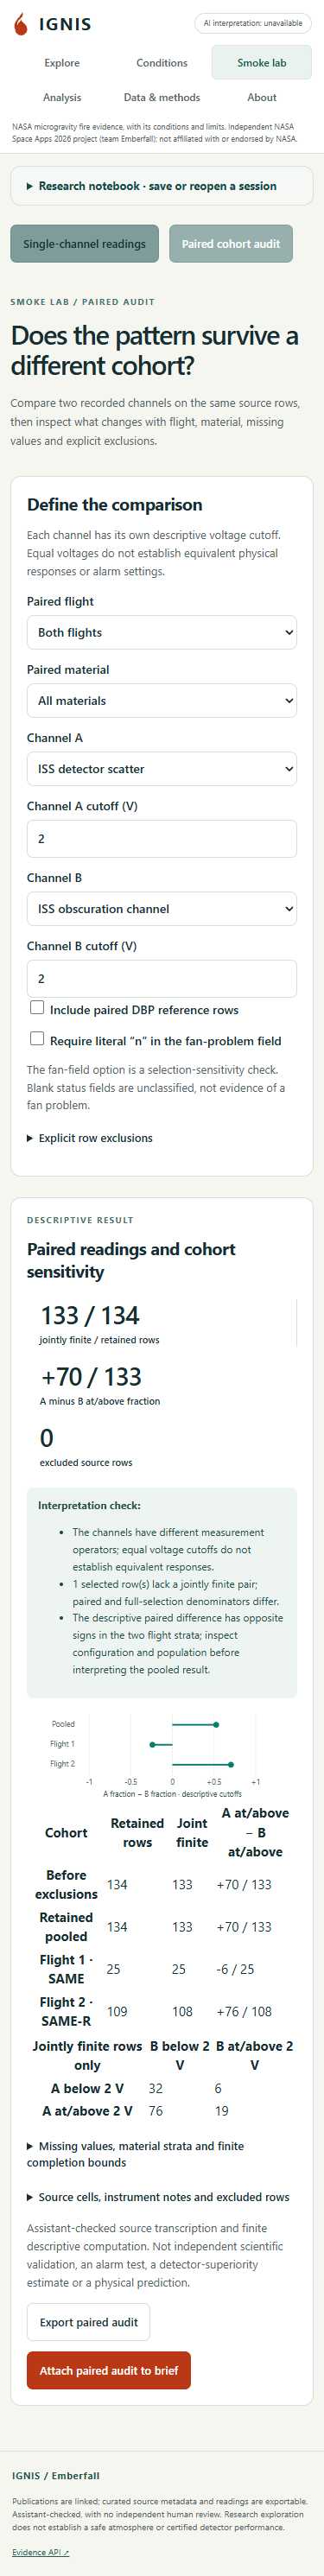 IGNIS
AI interpretation: unavailable
Explore
Conditions
Smoke lab
Analysis
Data & methods
About
NASA microgravity fire evidence, with its conditions and limits. Independent NASA
Space Apps 2026 project (team Emberfall); not affiliated with or endorsed by NASA.
▶ Research notebook · save or reopen a session
Single-channel readings
Paired cohort audit
SMOKE LAB / PAIRED AUDIT
Does the pattern survive a
different cohort?
Compare two recorded channels on the same source rows,
then inspect what changes with flight, material, missing
values and explicit exclusions.
Define the comparison
Each channel has its own descriptive voltage cutoff.
Equal voltages do not establish equivalent physical
responses or alarm settings.
Paired flight
Both flights
Paired material
All materials
Channel A
ISS detector scatter
Channel A cutoff (V)
2
Channel B
ISS obscuration channel
Channel B cutoff (V)
2
Include paired DBP reference rows
Require literal “n” in the fan-problem field
The fan-field option is a selection-sensitivity check.
Blank status fields are unclassified, not evidence of a
fan problem.
▶ Explicit row exclusions
DESCRIPTIVE RESULT
Paired readings and cohort
sensitivity
133 / 134
jointly finite / retained rows
+70 / 133
A minus B at/above fraction
0
excluded source rows
Interpretation check:
• The channels have different measurement
operators; equal voltage cutoffs do not
establish equivalent responses.
• 1 selected row(s) lack a jointly finite pair;
paired and full-selection denominators differ.
• The descriptive paired difference has opposite
signs in the two flight strata; inspect
configuration and population before
interpreting the pooled result.
Pooled
Flight 1
Flight 2
-1 -0.5 0 +0.5 +1
A fraction − B fraction · descriptive cutoffs
Cohort Retained rows Joint finite A at/above − B at/above
Before exclusions 134 133 +70 / 133
Retained pooled 134 133 +70 / 133
Flight 1 · SAME 25 25 -6 / 25
Flight 2 · SAME-R 109 108 +76 / 108
Jointly finite rows only B below 2 V B at/above 2 V
A below 2 V 32 6
A at/above 2 V 76 19
▶ Missing values, material strata and finite
completion bounds
▶ Source cells, instrument notes and excluded rows
Assistant-checked source transcription and finite
descriptive computation. Not independent scientific
validation, an alarm test, a detector-superiority
estimate or a physical prediction.
Export paired audit
Attach paired audit to brief
IGNIS / Emberfall
Publications are linked; curated source metadata and readings are exportable.
Assistant-checked, with no independent human review. Research exploration
does not establish a safe atmosphere or certified detector performance.
Evidence API ↗